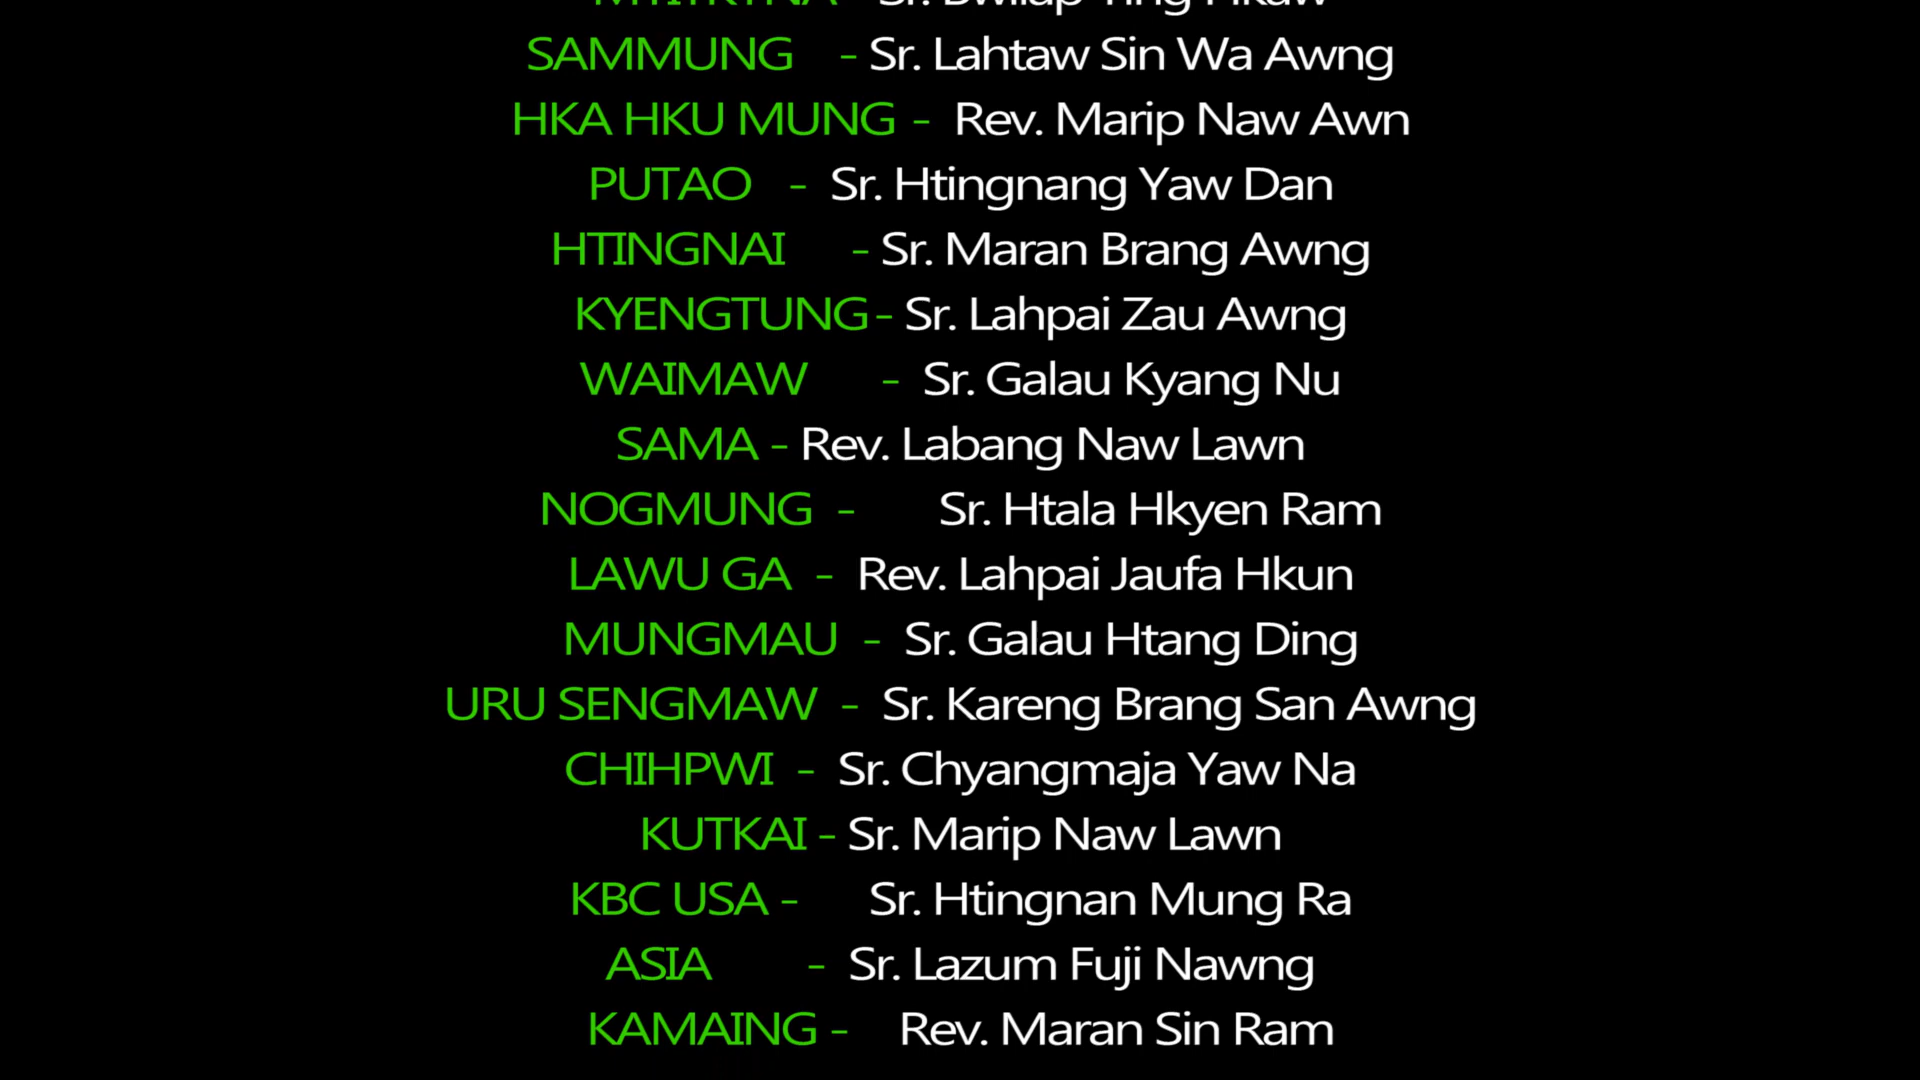 SAMMUNG - Sr. Lahtaw Sin Wa Awng
HKA HKU MUNG - Rev. Marip Naw Awn
PUTAO - Sr. Htingnang Yaw Dan
HTINGNAI - Sr. Maran Brang Awng
KYENGTUNG - Sr. Lahpai Zau Awng
WAIMAW - Sr. Galau Kyang Nu
SAMA - Rev. Labang Naw Lawn
NOGMUNG - Sr. Htala Hkyen Ram
LAWU GA - Rev. Lahpai Jaufa Hkun
MUNGMAU - Sr. Galau Htang Ding
URU SENGMAW - Sr. Kareng Brang San Awng
CHIHPWI - Sr. Chyangmaja Yaw Na
KUTKAI - Sr. Marip Naw Lawn
KBC USA - Sr. Htingnan Mung Ra
ASIA - Sr. Lazum Fuji Nawng
KAMAING - Rev. Maran Sin Ram